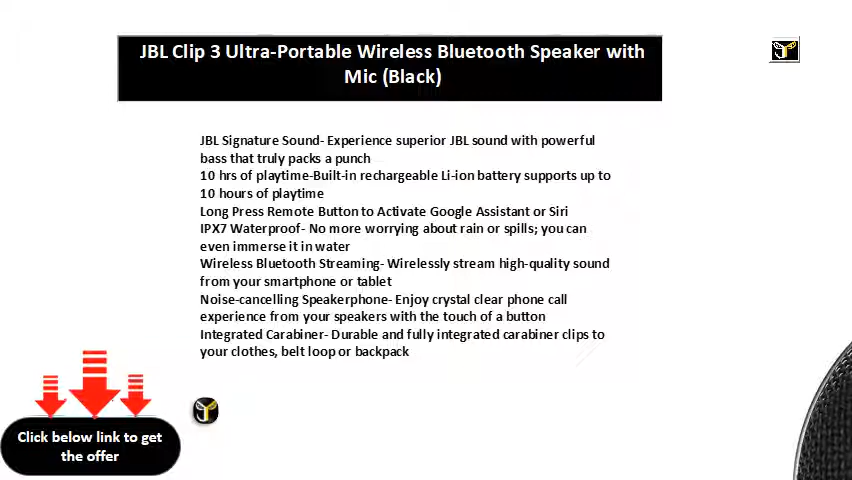 JBL Clip 3 Ultra-Portable Wireless Bluetooth Speaker with
Mic (Black)
JBL Signature Sound- Experience superior JBL sound with powerful
bass that truly packs a punch
10 hrs of playtime-Built-in rechargeable Li-ion battery supports up to
10 hours of playtime
Long Press Remote Button to Activate Google Assistant or Siri
IPX7 Waterproof- No more worrying about rain or spills; you can
even immerse it in water
Wireless Bluetooth Streaming- Wirelessly stream high-quality sound
from your smartphone or tablet
Noise-cancelling Speakerphone- Enjoy crystal clear phone call
experience from your speakers with the touch of a button
Integrated Carabiner- Durable and fully integrated carabiner clips to
your clothes, belt loop or backpack
Click below link to get
the offer